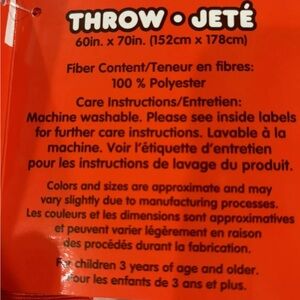 THROW • JETÉ
60in. x 70in. (152cm x 178cm)
Fiber Content/Teneur en fibres:
100 % Polyester
Care Instructions/Entretien:
Machine washable. Please see inside labels
for further care instructions. Lavable à la
machine. Voir l'étiquette d'entretien
pour les instructions de lavage du produit.
Colors and sizes are approximate and may
vary slightly due to manufacturing processes.
Les couleurs et les dimensions sont approximatives
et peuvent varier légèrement en raison
des procédés durant la fabrication.
For children 3 years of age and older.
Pour les enfants de 3 ans et plus.